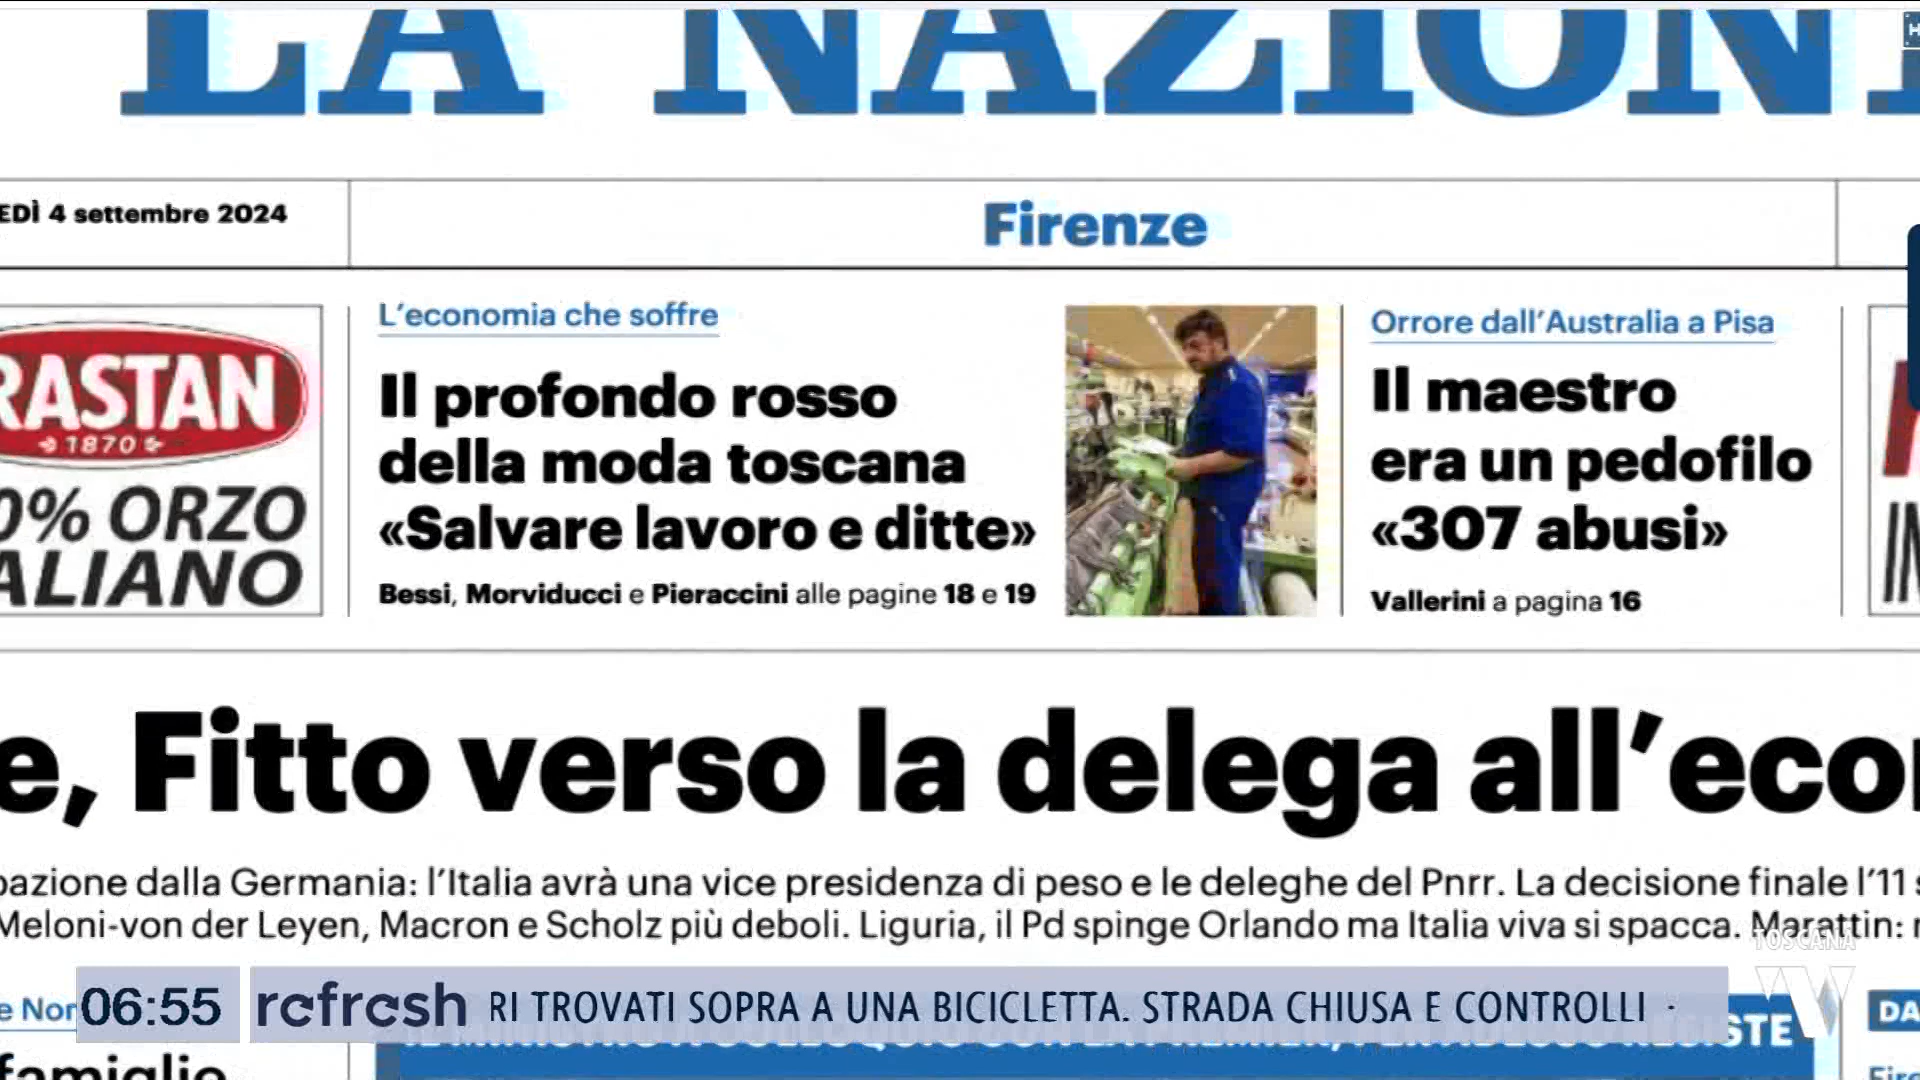 LA NAZION
EDÌ 4 settembre 2024
Firenze
RASTAN
1870
0% ORZO
ALIANO
L'economia che soffre
Il profondo rosso
della moda toscana
«Salvare lavoro e ditte»
Bessi, Morviducci e Pieraccini alle pagine 18 e 19
Orrore dall'Australia a Pisa
Il maestro
era un pedofilo
«307 abusi»
Vallerini a pagina 16
e, Fitto verso la delega all'eco
pazione dalla Germania: l'Italia avrà una vice presidenza di peso e le deleghe del Pnrr. La decisione finale l'11 s
Meloni-von der Leyen, Macron e Scholz più deboli. Liguria, il Pd spinge Orlando ma Italia viva si spacca. Marattin:
TOSCANA
e Nor
06:55
refresh
RI TROVATI SOPRA A UNA BICICLETTA. STRADA CHIUSA E CONTROLLI ·
STE
DA
famiglie